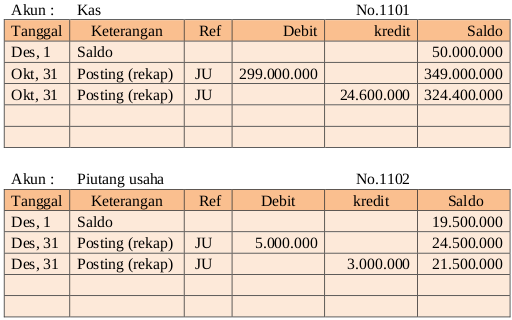 Akun : Kas No.1101
Tanggal Keterangan Ref Debit kredit Saldo
Des, 1 Saldo 50.000.000
Okt, 31 Posting (rekap) JU 299.000.000 349.000.000
Okt, 31 Posting (rekap) JU 24.600.000 324.400.000
Akun : Piutang usaha No.1102
Tanggal Keterangan Ref Debit kredit Saldo
Des, 1 Saldo 19.500.000
Des, 31 Posting (rekap) JU 5.000.000 24.500.000
Des, 31 Posting (rekap) JU 3.000.000 21.500.000